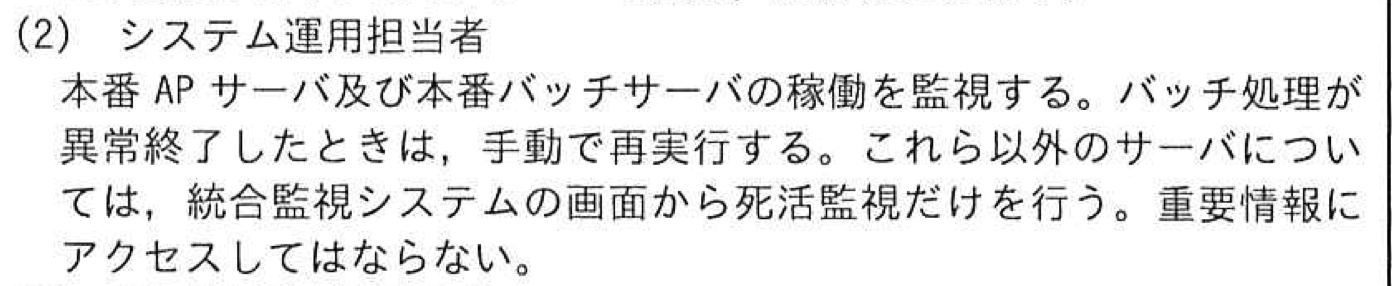 (2) システム運用担当者
本番 AP サーバ及び本番バッチサーバの稼働を監視する。バッチ処理が
異常終了したときは，手動で再実行する。これら以外のサーバについ
ては，統合監視システムの画面から死活監視だけを行う。重要情報に
アクセスしてはならない。